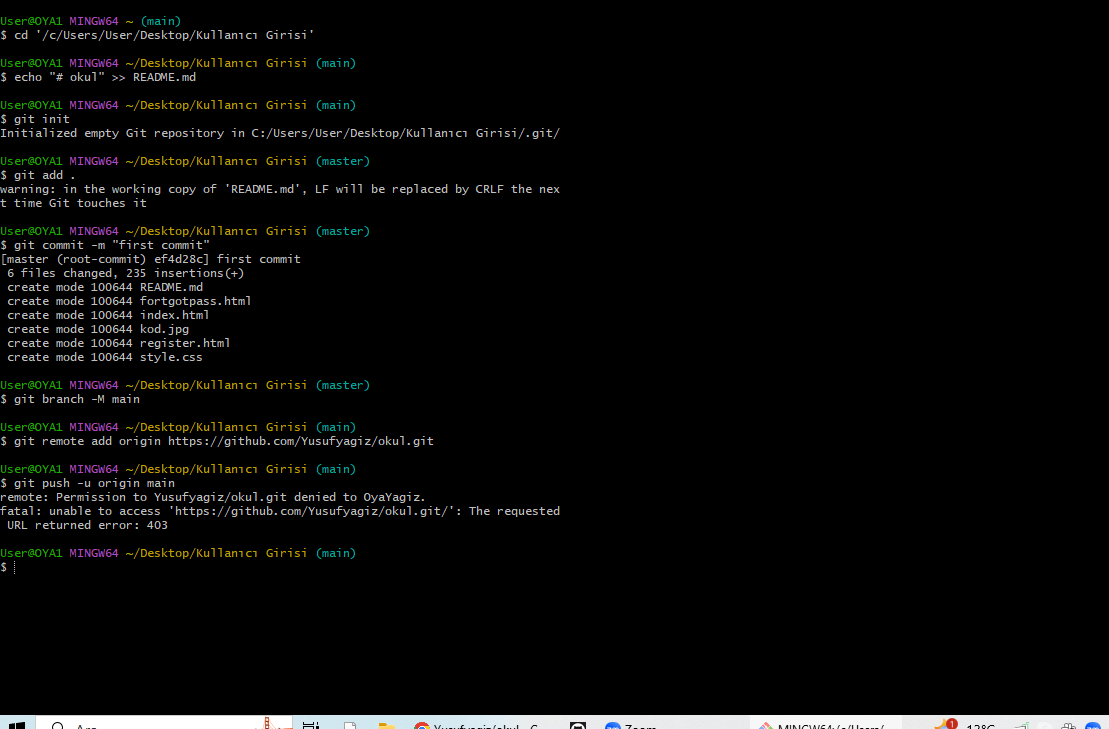 User@OYA1 MINGW64 ~ (main)
$ cd '/c/Users/User/Desktop/Kullanıcı Girisi'
User@OYA1 MINGW64 ~/Desktop/Kullanıcı Girisi (main)
$ echo "# okul" >> README.md
User@OYA1 MINGW64 ~/Desktop/Kullanıcı Girisi (main)
$ git init
Initialized empty Git repository in C:/Users/User/Desktop/Kullanıcı Girisi/.git/
User@OYA1 MINGW64 ~/Desktop/Kullanıcı Girisi (master)
$ git add .
warning: in the working copy of 'README.md', LF will be replaced by CRLF the nex
t time Git touches it
User@OYA1 MINGW64 ~/Desktop/Kullanıcı Girisi (master)
$ git commit -m "first commit"
[master (root-commit) ef4d28c] first commit
6 files changed, 235 insertions(+)
create mode 100644 README.md
create mode 100644 fortgotpass.html
create mode 100644 index.html
create mode 100644 kod.jpg
create mode 100644 register.html
create mode 100644 style.css
User@OYA1 MINGW64 ~/Desktop/Kullanıcı Girisi (master)
$ git branch -M main
User@OYA1 MINGW64 ~/Desktop/Kullanıcı Girisi (main)
$ git remote add origin https://github.com/Yusufyagiz/okul.git
User@OYA1 MINGW64 ~/Desktop/Kullanıcı Girisi (main)
$ git push -u origin main
remote: Permission to Yusufyagiz/okul.git denied to OyaYagiz.
fatal: unable to access 'https://github.com/Yusufyagiz/okul.git/': The requested
URL returned error: 403
User@OYA1 MINGW64 ~/Desktop/Kullanıcı Girisi (main)
$
Ara Yusufyagiz/okul - G Zoom MINGW64:/c/Users/ 1 12°C